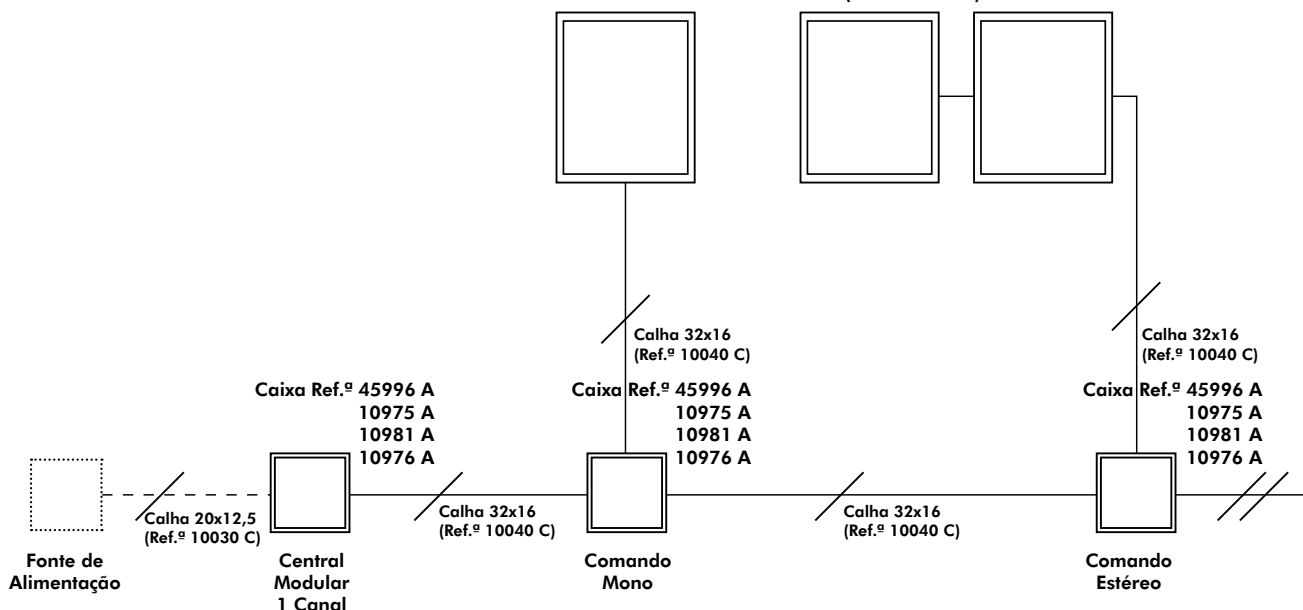 Calha 32x16
(Ref.ª 10040 C)
Calha 32x16
(Ref.ª 10040 C)
Caixa Ref.ª 45996 A
10975 A
10981 A
10976 A
Caixa Ref.ª 45996 A
10975 A
10981 A
10976 A
Caixa Ref.ª 45996 A
10975 A
10981 A
10976 A
Calha 20x12,5
(Ref.ª 10030 C)
Calha 32x16
(Ref.ª 10040 C)
Calha 32x16
(Ref.ª 10040 C)
Fonte de
Alimentação
Central
Modular
1 Canal
Comando
Mono
Comando
Estéreo